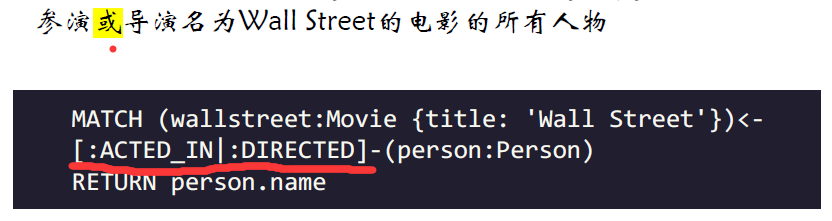 参演或导演名为Wall Street的电影的所有人物
MATCH (wallstreet:Movie {title: 'Wall Street'})<-
[:ACTED_IN|:DIRECTED]-(person:Person)
RETURN person.name